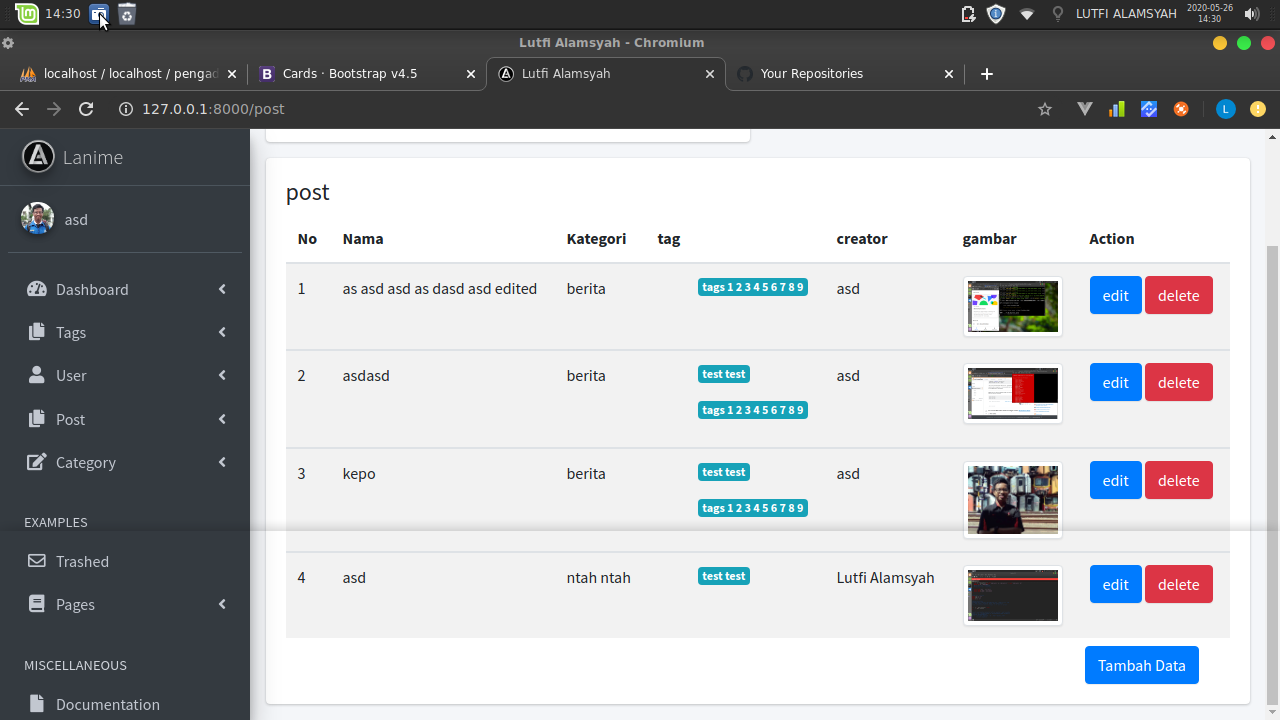 14:30
LUTFI ALAMSYAH
2020-05-26
14:30
Lutfi Alamsyah - Chromium
localhost / localhost / pengad
Cards · Bootstrap v4.5
Lutfi Alamsyah
Your Repositories
127.0.0.1:8000/post
L
Lanime
asd
Dashboard
Tags
User
Post
Category
EXAMPLES
Trashed
Pages
MISCELLANEOUS
Documentation
post
No Nama Kategori tag creator gambar Action
1 as asd asd as dasd asd edited berita tags 1 2 3 4 5 6 7 8 9 asd edit delete
2 asdasd berita test test asd edit delete
tags 1 2 3 4 5 6 7 8 9
3 kepo berita test test asd edit delete
tags 1 2 3 4 5 6 7 8 9
4 asd ntah ntah test test Lutfi Alamsyah edit delete
Tambah Data